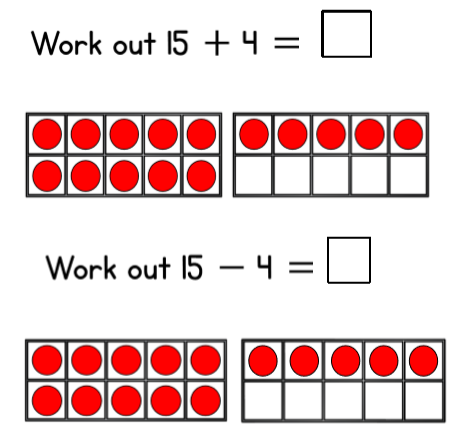 Work out 15 + 4 =
Work out 15 − 4 =